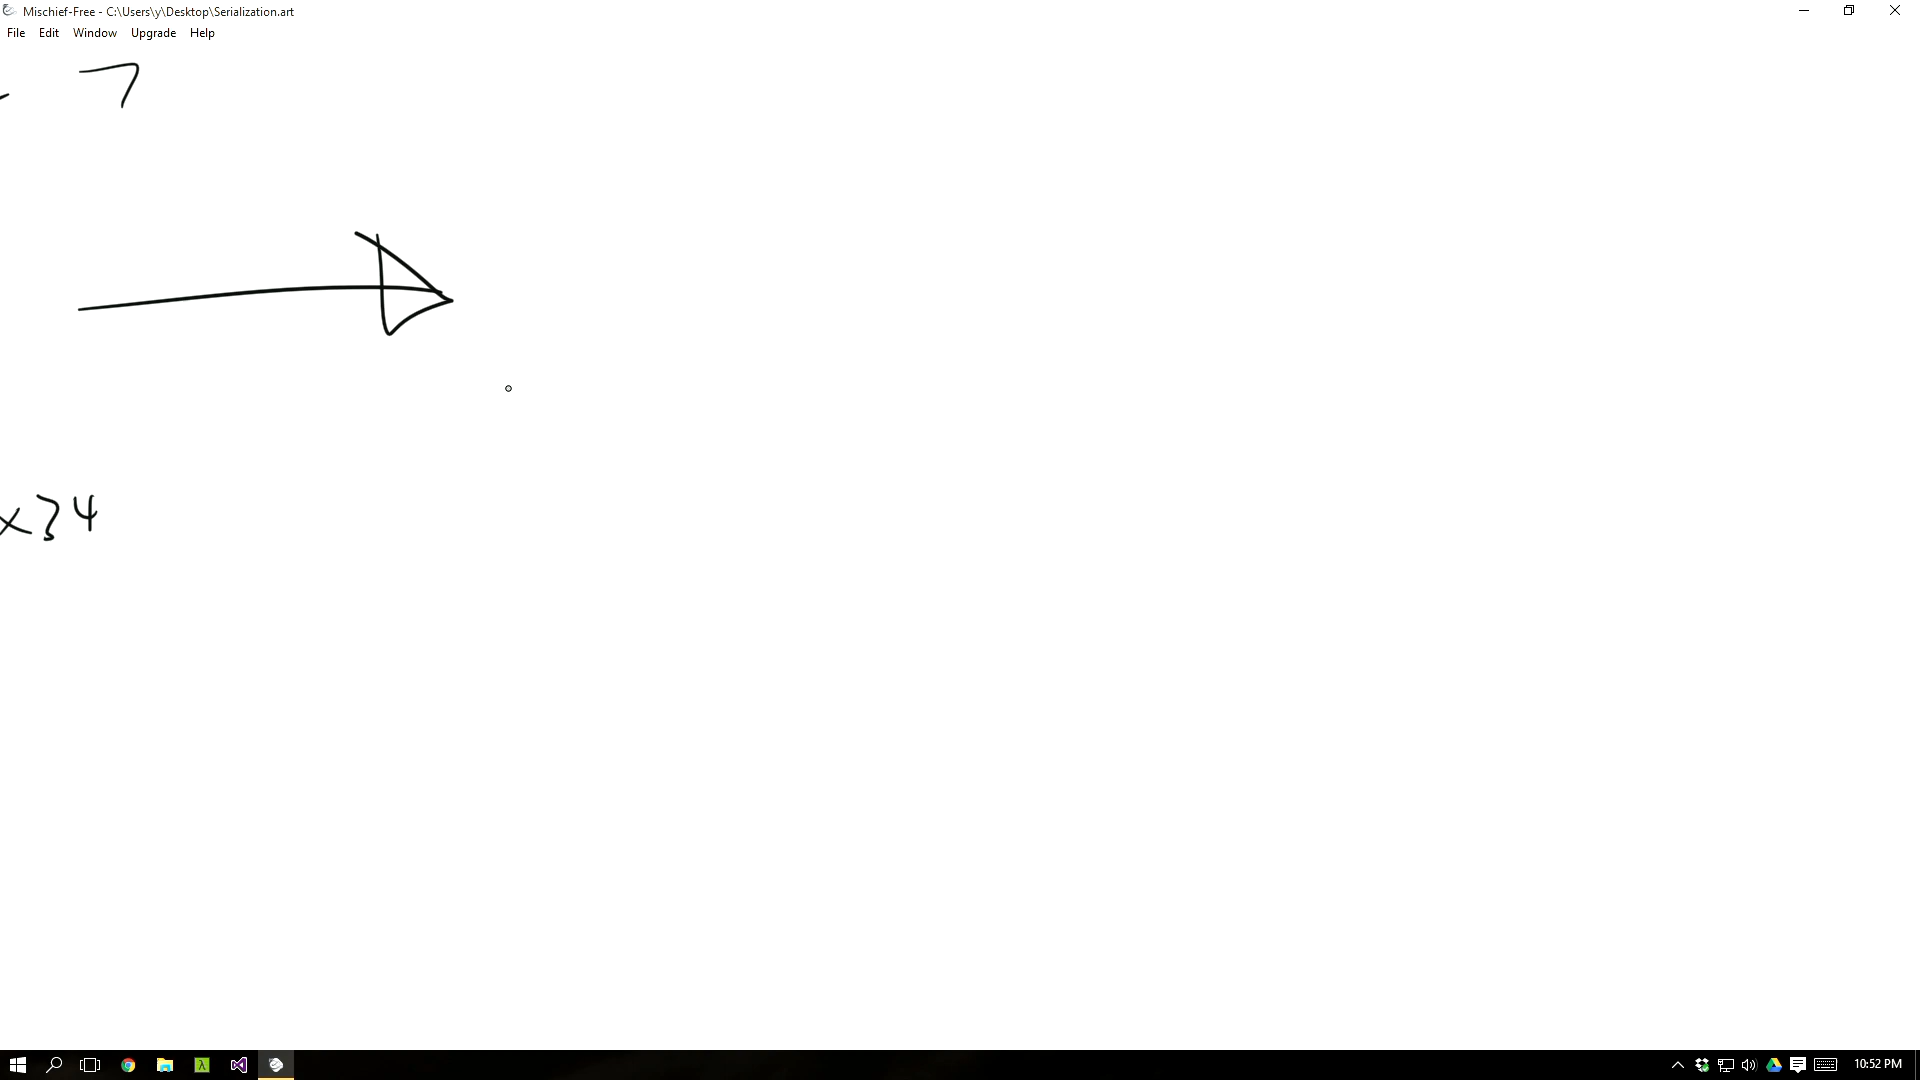 Mischief-Free - C:\Users\y\Desktop\Serialization.art
File Edit Window Upgrade Help
7
x34
10:52 PM